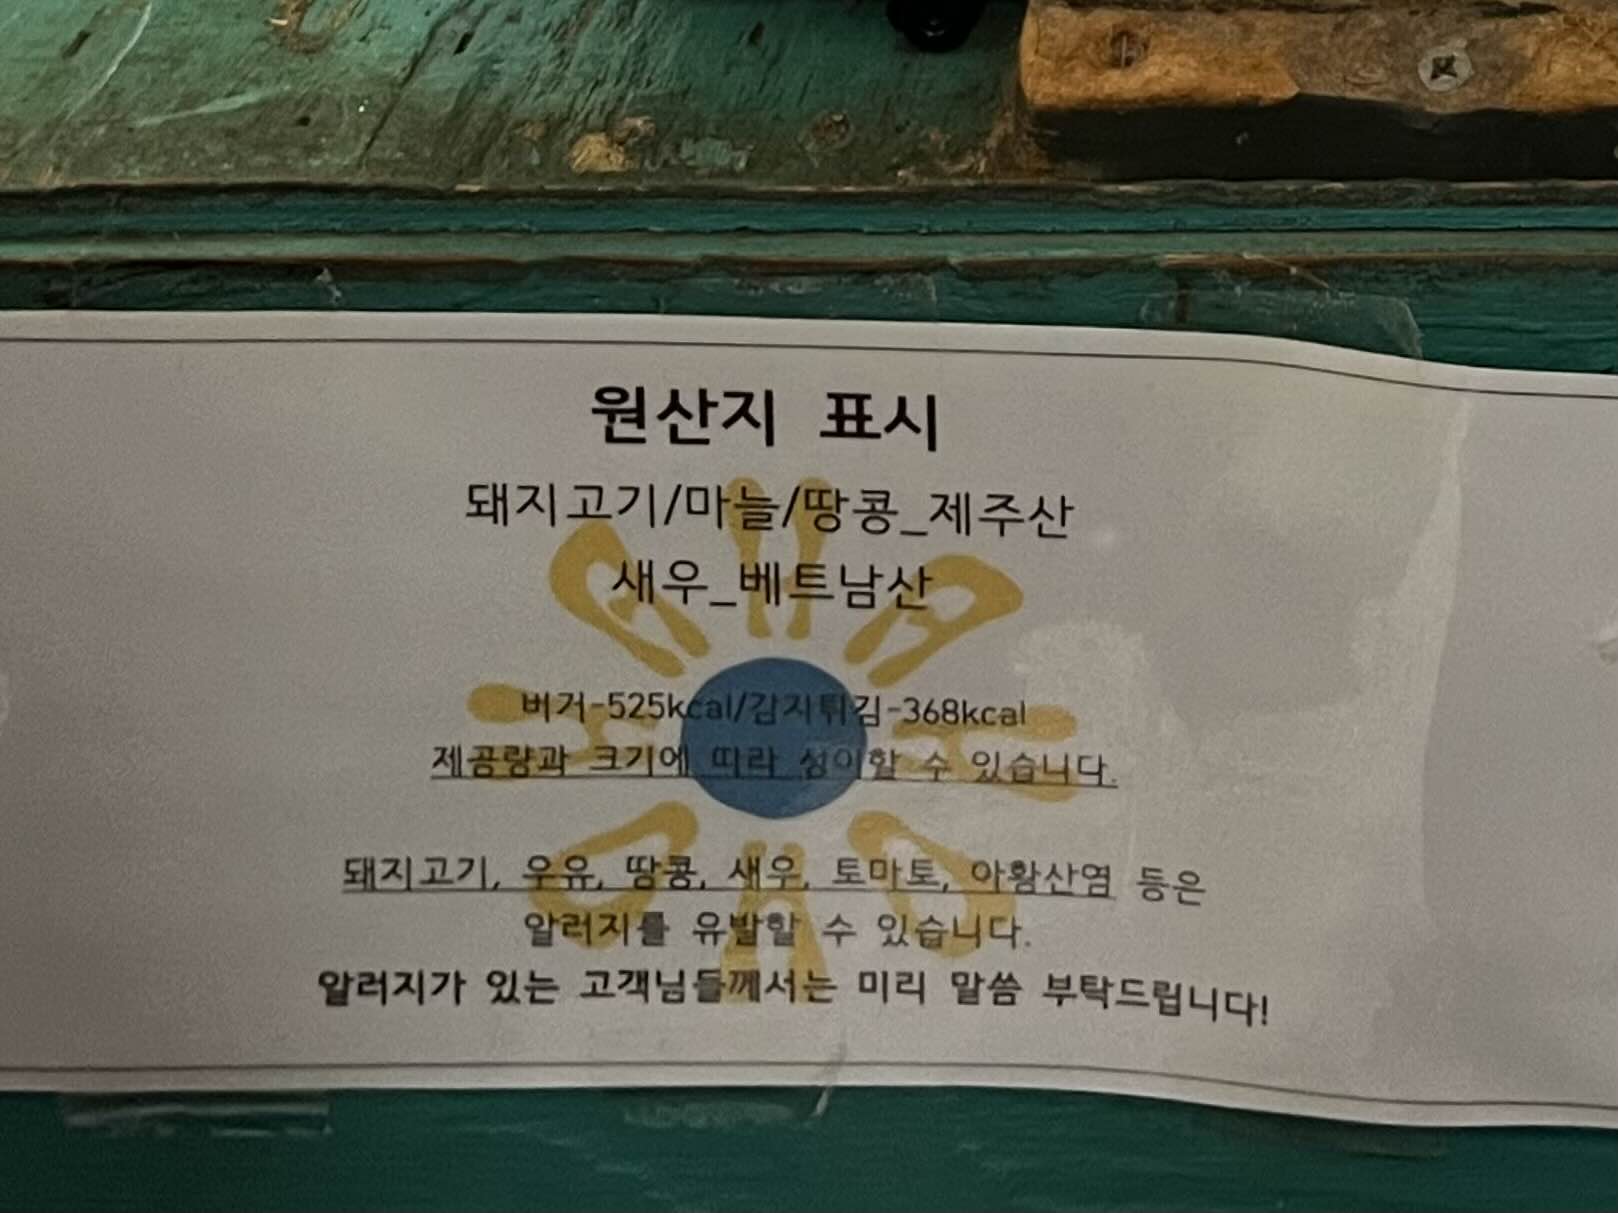 원산지 표시
돼지고기/마늘/땅콩_제주산
새우_베트남산
버거-525kcal/감자튀김-368kcal
제공량과 크기에 따라 상이할 수 있습니다.
돼지고기, 우유, 땅콩, 새우, 토마토, 아황산염 등은
알러지를 유발할 수 있습니다.
알러지가 있는 고객님들께서는 미리 말씀 부탁드립니다!